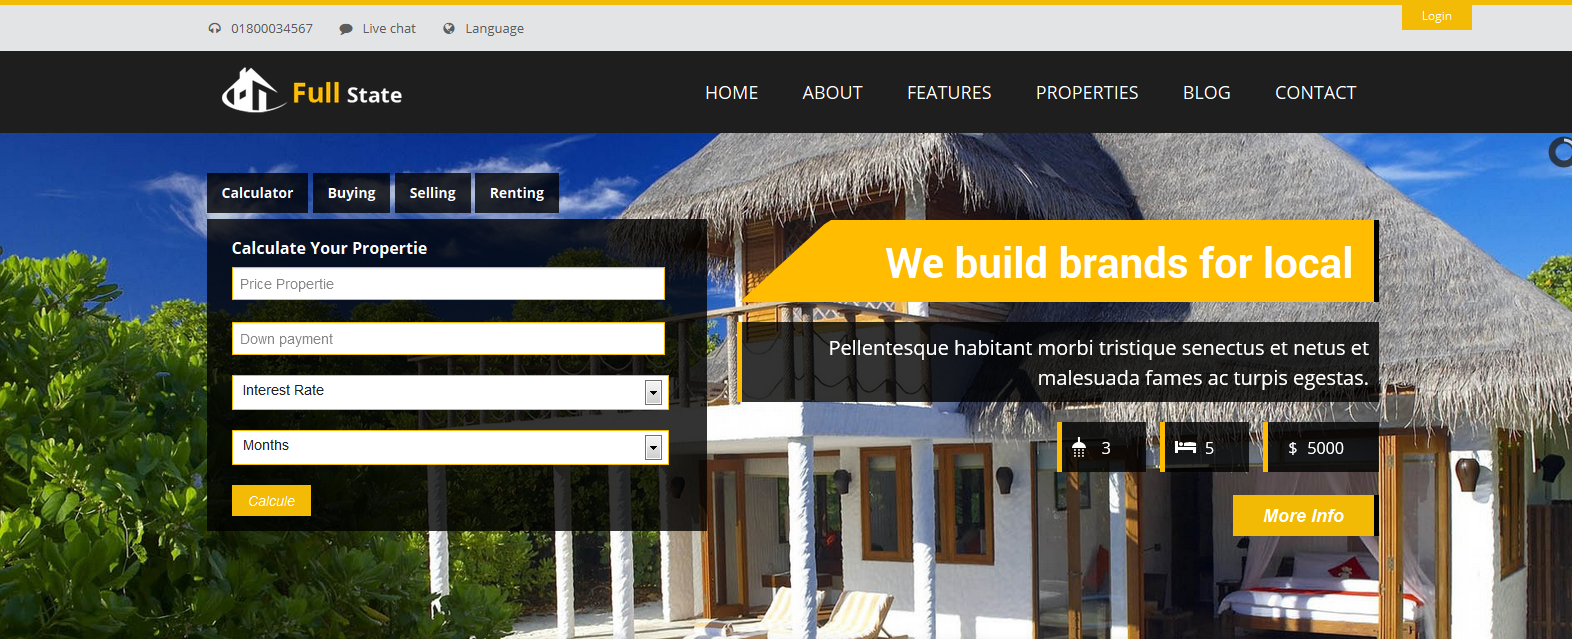 01800034567 Live chat Language Login
Full State HOME ABOUT FEATURES PROPERTIES BLOG CONTACT
Calculator Buying Selling Renting
Calculate Your Propertie
Price Propertie
Down payment
Interest Rate
Months
Calcule
We build brands for local
Pellentesque habitant morbi tristique senectus et netus et
malesuada fames ac turpis egestas.
3 5 $ 5000
More Info